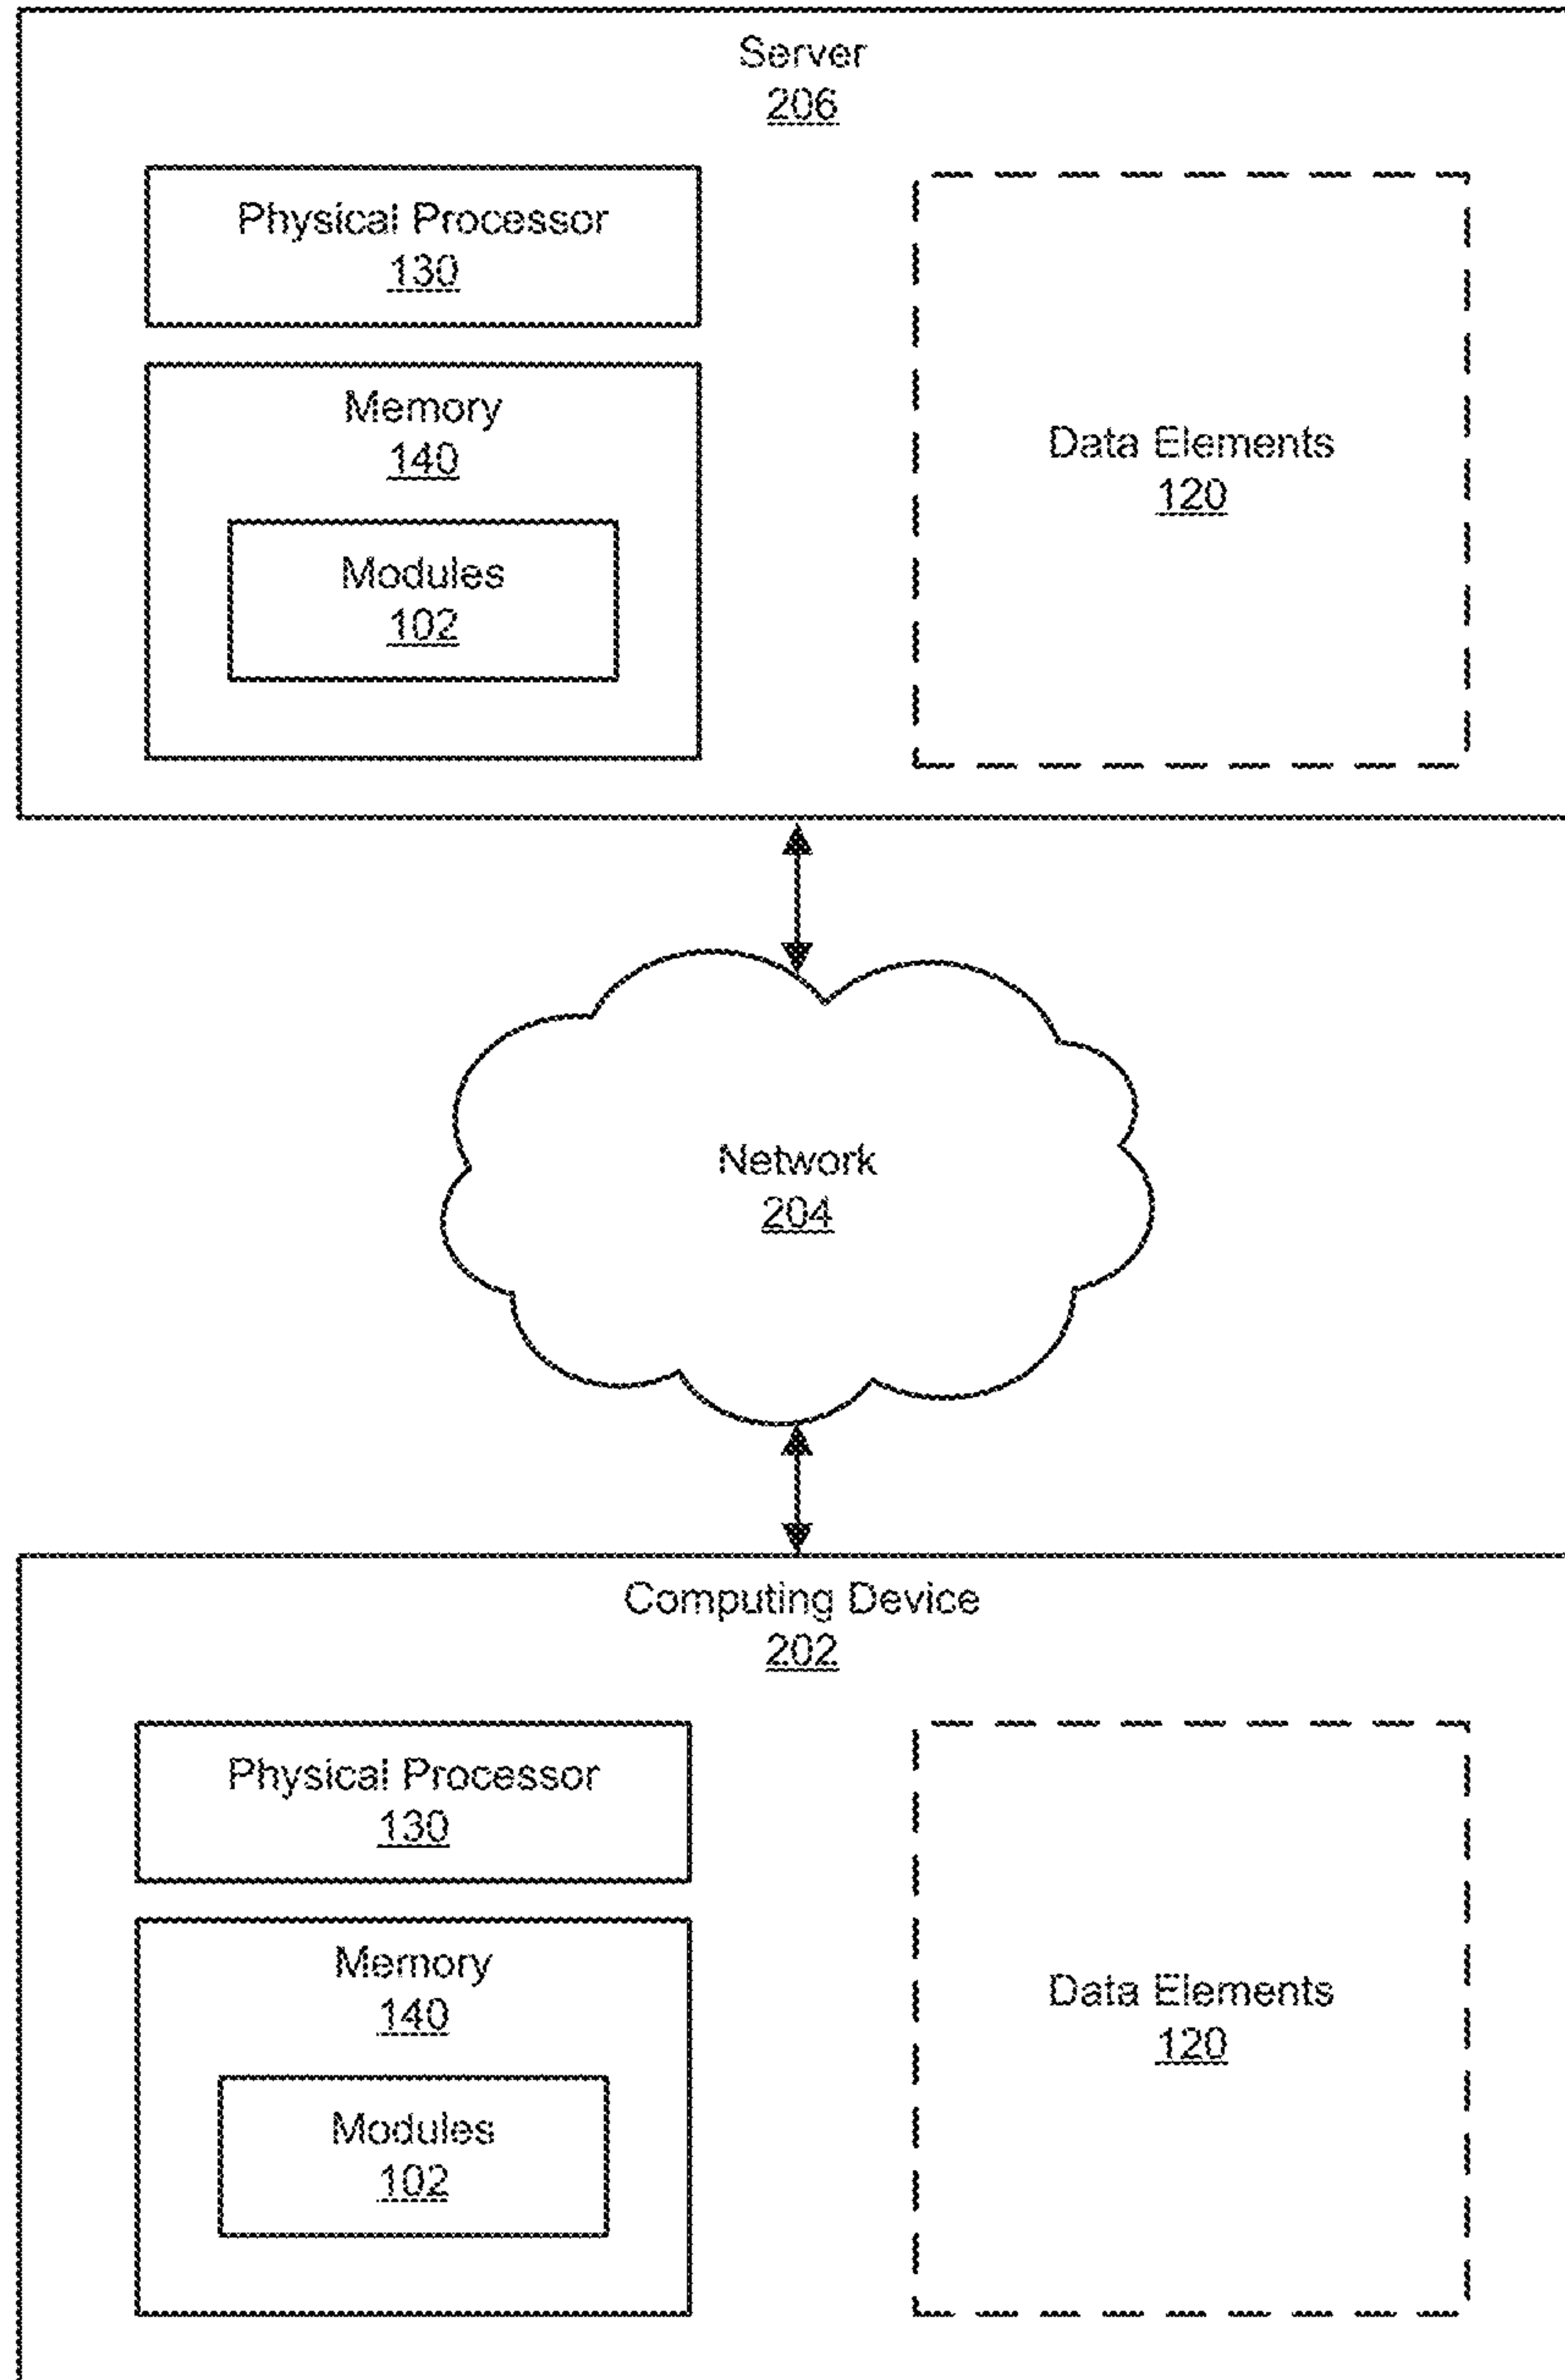 Server
206
Physical Processor
130
Memory
140
Modules
102
Data Elements
120
Network
204
Computing Device
202
Physical Processor
130
Memory
140
Modules
102
Data Elements
120